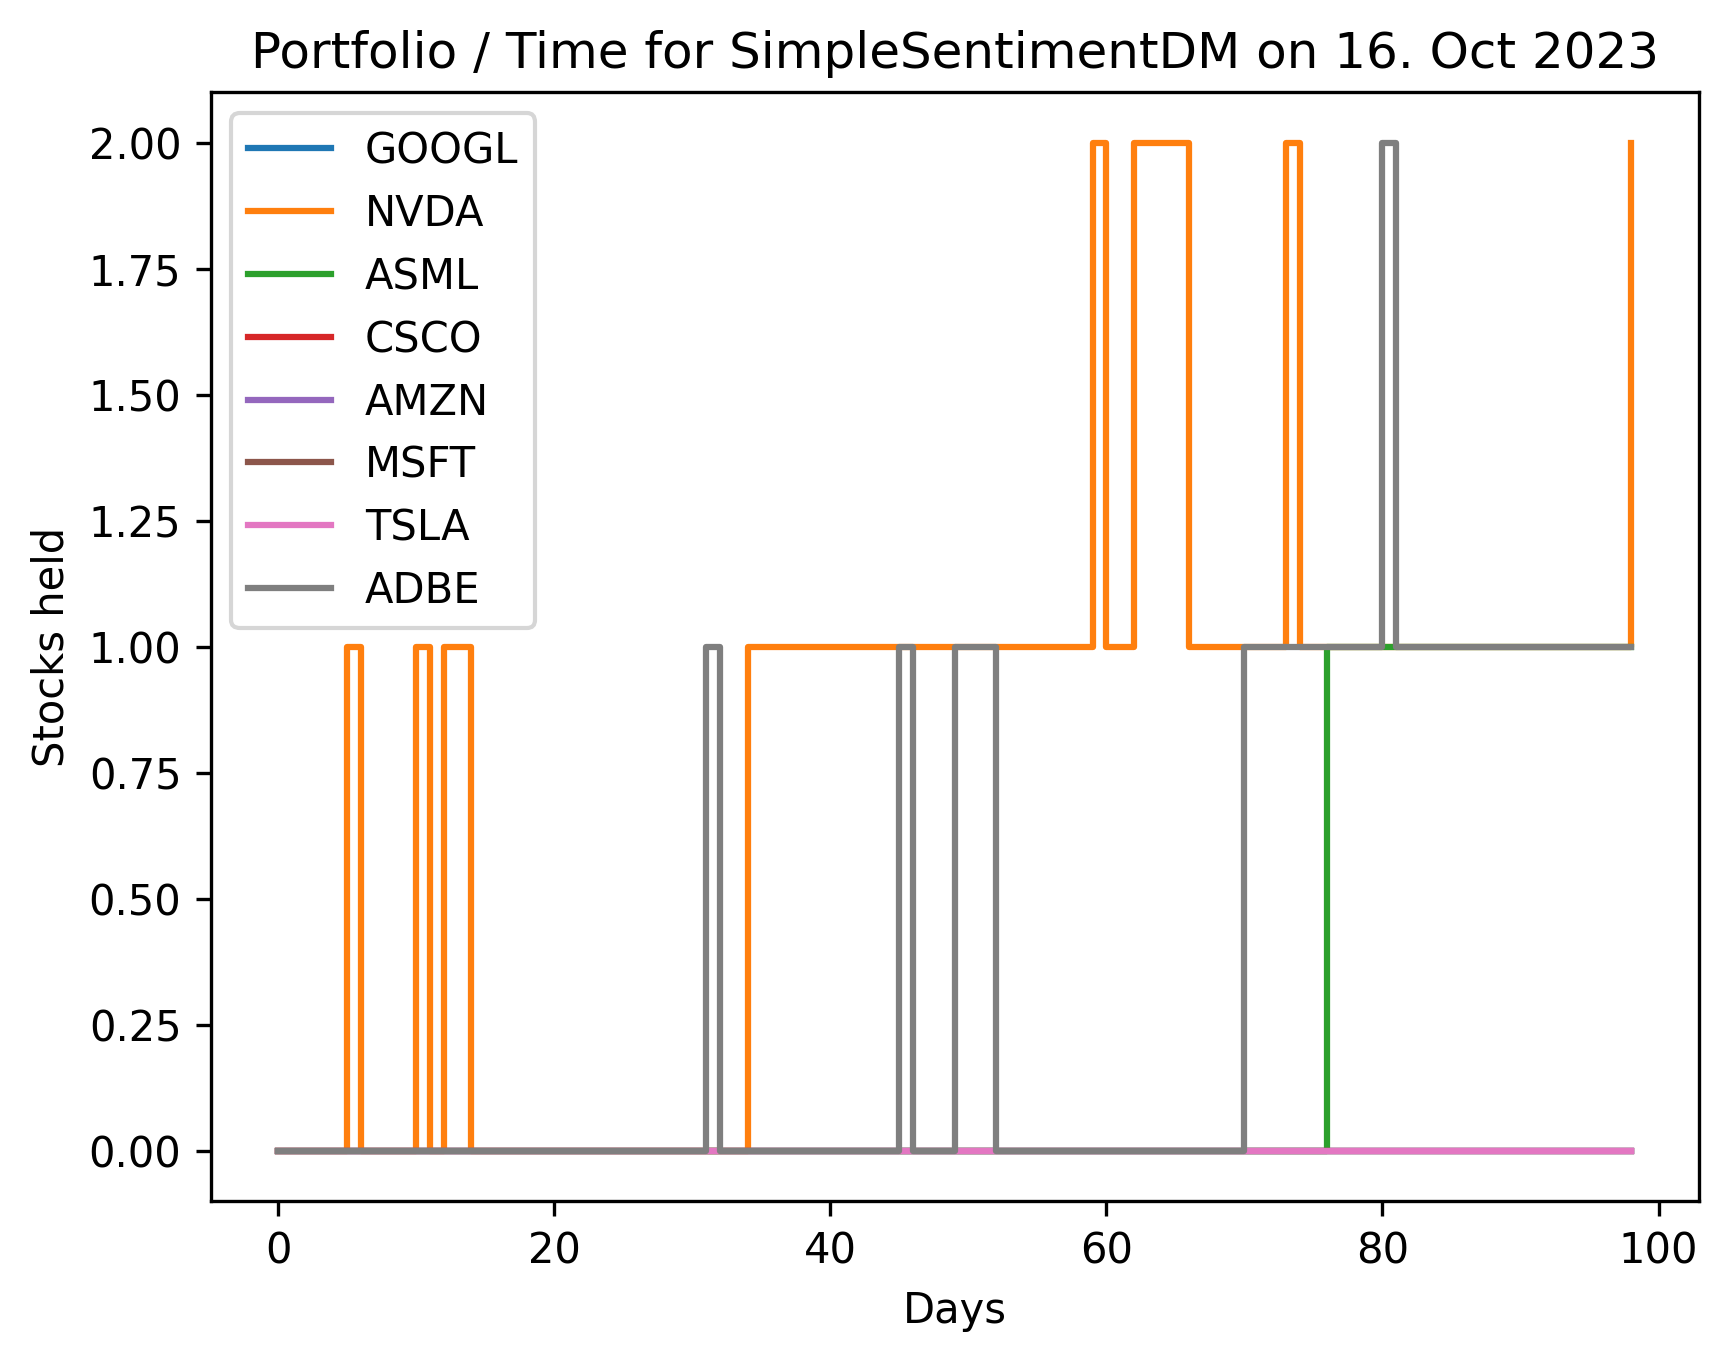 Portfolio / Time for SimpleSentimentDM on 16. Oct 2023
GOOGL
NVDA
ASML
CSCO
AMZN
MSFT
TSLA
ADBE
2.00
1.75
1.50
1.25
1.00
0.75
0.50
0.25
0.00
Stocks held
0 20 40 60 80 100
Days